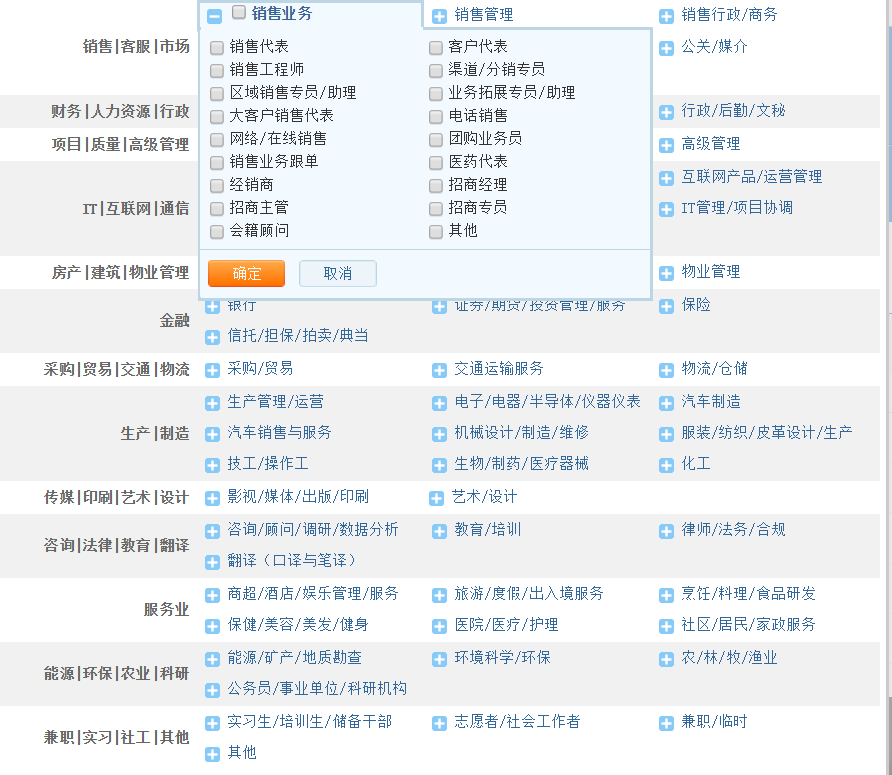 销售业务 销售管理 销售行政/商务
销售|客服|市场 销售代表 客户代表 公关/媒介
销售工程师 渠道/分销专员
区域销售专员/助理 业务拓展专员/助理
财务|人力资源|行政 大客户销售代表 电话销售 行政/后勤/文秘
项目|质量|高级管理 网络/在线销售 团购业务员 高级管理
销售业务跟单 医药代表
经销商 招商经理 互联网产品/运营管理
IT|互联网|通信 招商主管 招商专员 IT管理/项目协调
会籍顾问 其他
房产|建筑|物业管理 确定 取消 物业管理
银行 证券/期货/投资管理/服务 保险
金融
信托/担保/拍卖/典当
采购|贸易|交通|物流 采购/贸易 交通运输服务 物流/仓储
生产管理/运营 电子/电器/半导体/仪器仪表 汽车制造
生产|制造 汽车销售与服务 机械设计/制造/维修 服装/纺织/皮革设计/生产
技工/操作工 生物/制药/医疗器械 化工
传媒|印刷|艺术|设计 影视/媒体/出版/印刷 艺术/设计
咨询/顾问/调研/数据分析 教育/培训 律师/法务/合规
咨询|法律|教育|翻译
翻译（口译与笔译）
商超/酒店/娱乐管理/服务 旅游/度假/出入境服务 烹饪/料理/食品研发
服务业
保健/美容/美发/健身 医院/医疗/护理 社区/居民/家政服务
能源/矿产/地质勘查 环境科学/环保 农/林/牧/渔业
能源|环保|农业|科研
公务员/事业单位/科研机构
实习生/培训生/储备干部 志愿者/社会工作者 兼职/临时
兼职|实习|社工|其他
其他